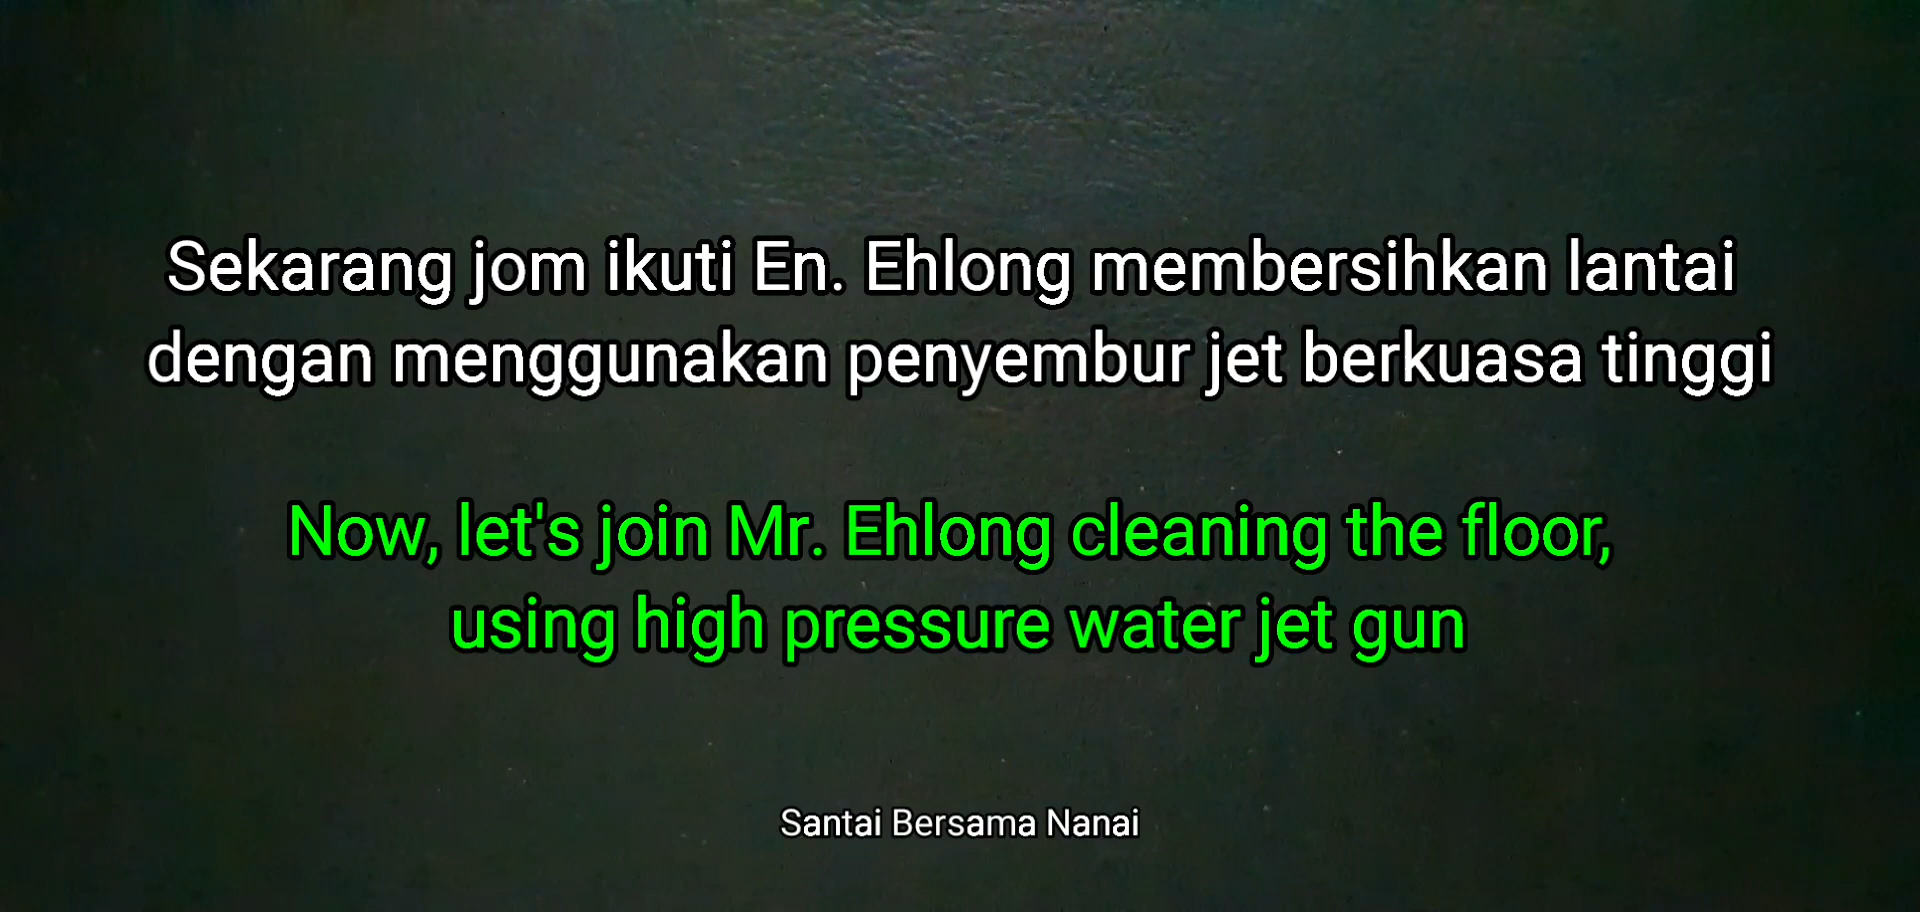 Sekarang jom ikuti En. Ehlong membersihkan lantai
dengan menggunakan penyembur jet berkuasa tinggi
Now, let's join Mr. Ehlong cleaning the floor,
using high pressure water jet gun
Santai Bersama Nanai